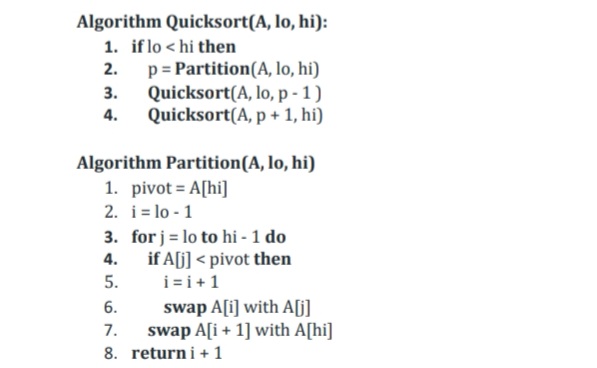 Algorithm Quicksort(A, lo, hi):
1. if lo < hi then
2. p = Partition(A, lo, hi)
3. Quicksort(A, lo, p - 1 )
4. Quicksort(A, p + 1, hi)
Algorithm Partition(A, lo, hi)
1. pivot = A[hi]
2. i = lo - 1
3. for j = lo to hi - 1 do
4. if A[j] < pivot then
5. i = i + 1
6. swap A[i] with A[j]
7. swap A[i + 1] with A[hi]
8. return i + 1